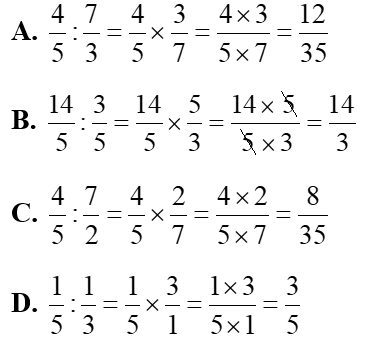 A. 4/5 : 7/3 = 4/5 × 3/7 = (4 × 3)/(5 × 7) = 12/35
B. 14/5 : 3/5 = 14/5 × 5/3 = (14 × 5)/(5 × 3) = 14/3
C. 4/5 : 7/2 = 4/5 × 2/7 = (4 × 2)/(5 × 7) = 8/35
D. 1/5 : 1/3 = 1/5 × 3/1 = (1 × 3)/(5 × 1) = 3/5